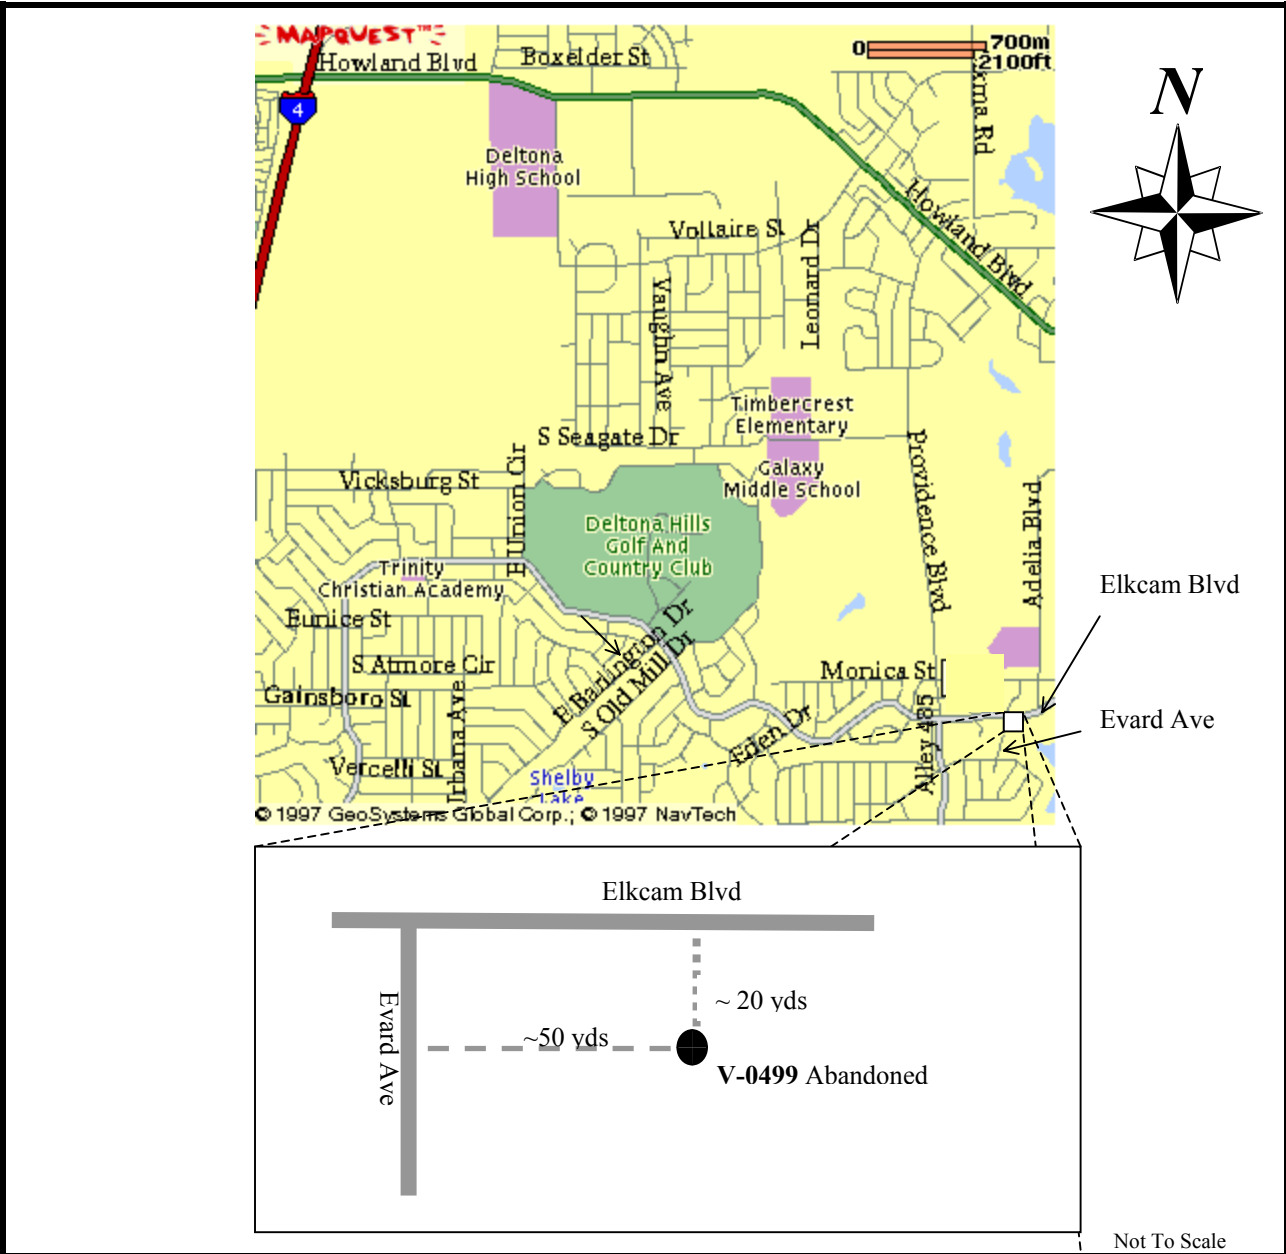 MAPQUEST™
0 700m
2100ft
Howland Blvd
Boxelder St
4
N
Deltona
High School
Howland Blvd
Voltaire St
Leonard Dr
Vaughn Ave
Timbercrest
Elementary
S Seagate Dr
Galaxy
Middle School
Vicksburg St
E Union Cir
Providence Blvd
Adelia Blvd
Deltona Hills
Golf And
Country Club
Trinity
Christian Academy
Elkcam Blvd
Eunice St
E Barlington Dr
S Old Mill Dr
S Atmore Cir
Monica St
Gainsboro St
Evard Ave
Eden Dr
Vercelli St
Shelby
Lake
© 1997 GeoSystems Global Corp.; © 1997 NavTech
Elkcam Blvd
Evard Ave
~ 20 yds
~50 yds
V-0499 Abandoned
Not To Scale